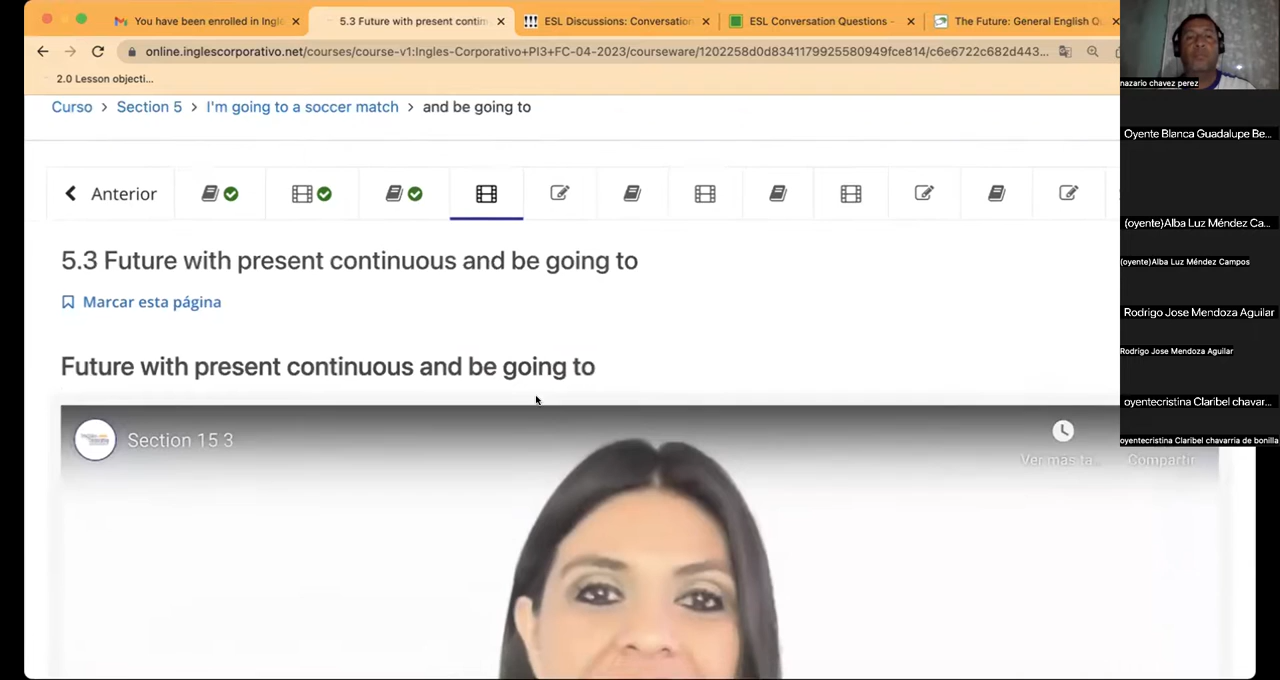 You have been enrolled in Ingl
5.3 Future with present contin
ESL Discussions: Conversation
ESL Conversation Questions -
The Future: General English Q
online.inglescorporativo.net/courses/course-v1:Ingles-Corporativo+PI3+FC-04-2023/courseware/1202258d0d8341179925580949fce814/c6e6722c682d443...
2.0 Lesson objecti...
Curso > Section 5 > I'm going to a soccer match > and be going to
Anterior
5.3 Future with present continuous and be going to
Marcar esta página
Future with present continuous and be going to
Section 15 3
Ver más ta...
Compartir
nazario chavez perez
Oyente Blanca Guadalupe Be...
(oyente)Alba Luz Méndez Ca...
(oyente)Alba Luz Méndez Campos
Rodrigo Jose Mendoza Aguilar
Rodrigo Jose Mendoza Aguilar
oyentecristina Claribel chavar...
oyentecristina Claribel chavarria de bonilla